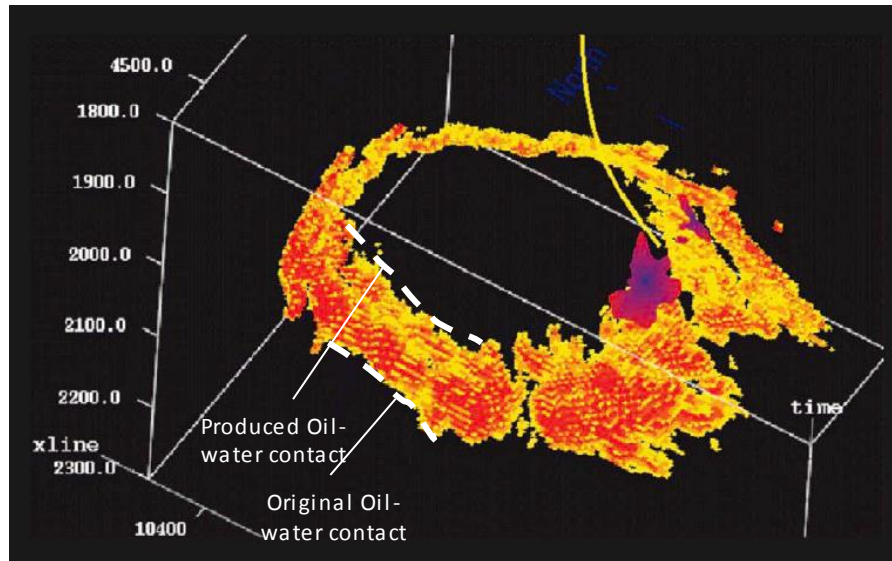 4500.0
1800.0
1900.0
2000.0
2100.0
2200.0
xline
2300.0
10400
time
Produced Oil-
water contact
Original Oil-
water contact